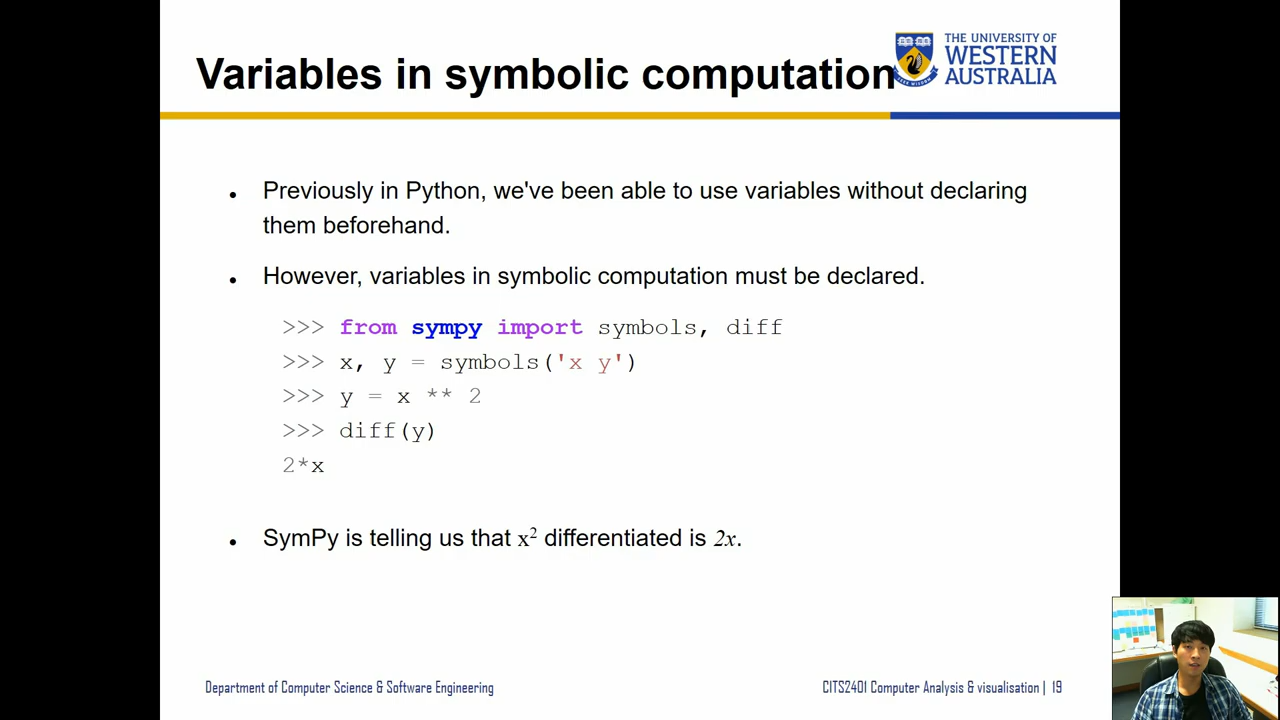 Variables in symbolic computation
THE UNIVERSITY OF
WESTERN
AUSTRALIA
• Previously in Python, we've been able to use variables without declaring
them beforehand.
• However, variables in symbolic computation must be declared.
>>> from sympy import symbols, diff
>>> x, y = symbols('x y')
>>> y = x ** 2
>>> diff(y)
2*x
• SymPy is telling us that x² differentiated is 2x.
Department of Computer Science & Software Engineering
CITS2401 Computer Analysis & visualisation | 19